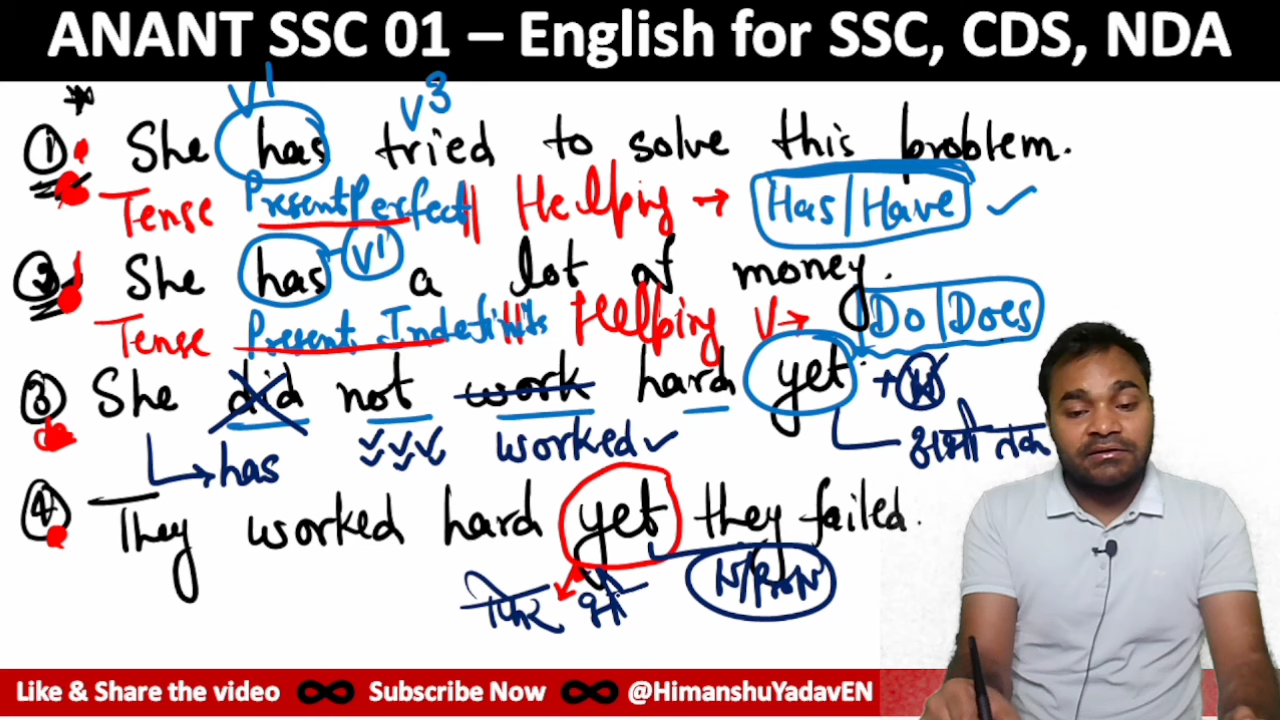 ANANT SSC 01 – English for SSC, CDS, NDA
V1 V3
① She has tried to solve this problem.
Tense Present Perfect || Helping → Has/Have ✓
② She has V1 a lot of money.
Tense Present Indefinite || Helping V → Do/Does
③ She did not work hard yet. + N
→ has ✓✓✓ worked ✓ अभी तक
④ They worked hard yet they failed.
फिर भी N/ProN
Like & Share the video Subscribe Now @HimanshuYadavEN